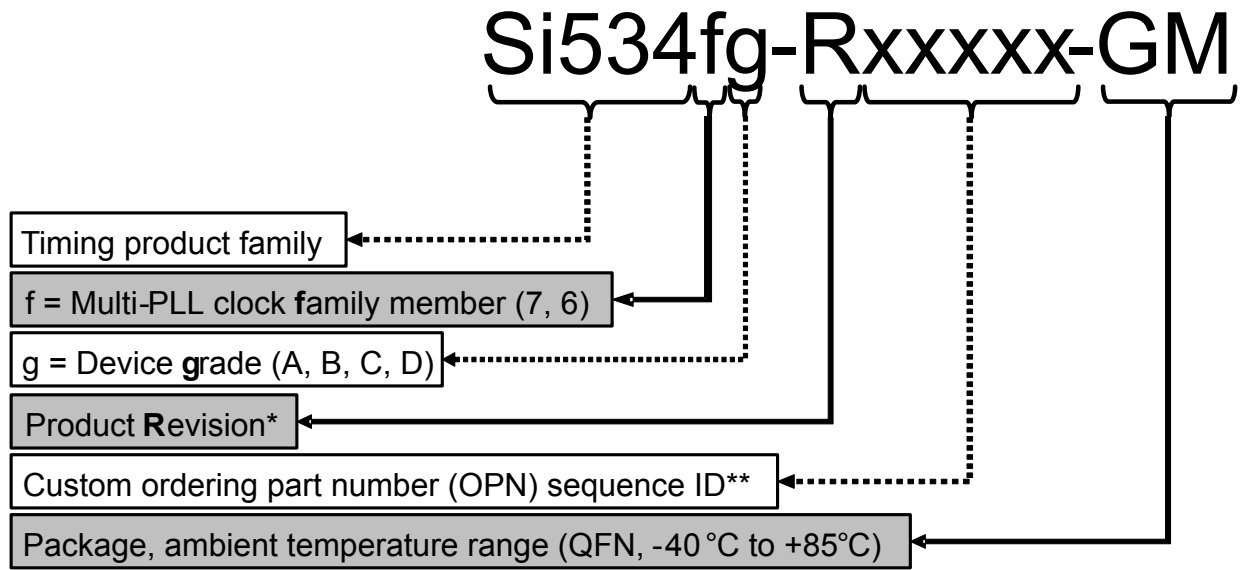 Si534fg-Rxxxxx-GM
Timing product family
f = Multi-PLL clock family member (7, 6)
g = Device grade (A, B, C, D)
Product Revision*
Custom ordering part number (OPN) sequence ID**
Package, ambient temperature range (QFN, -40°C to +85°C)